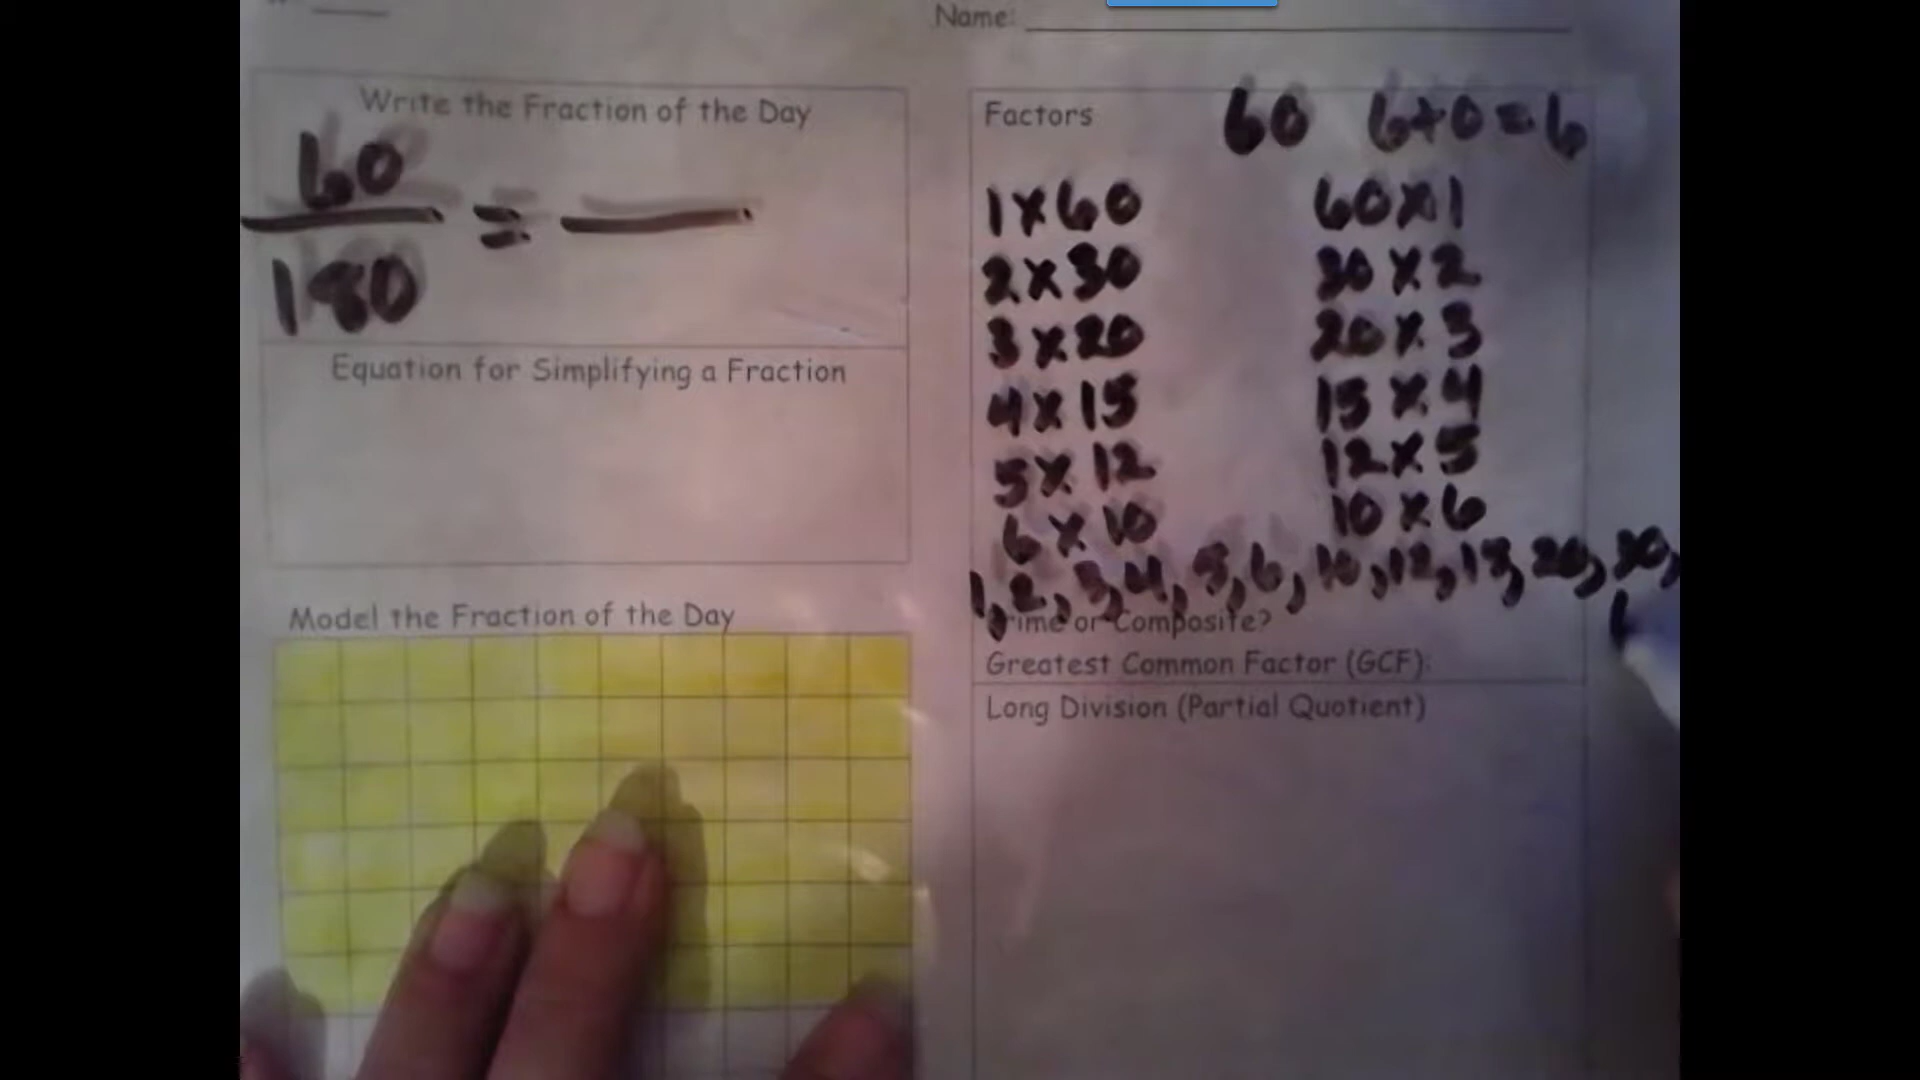 Name:
Write the Fraction of the Day
60
=
180
Equation for Simplifying a Fraction
Model the Fraction of the Day
Factors 60 6+0=6
1x60 60x1
2x30 30x2
3x20 20x3
4x15 15x4
5x12 12x5
6x10 10x6
1, 2, 3, 4, 5, 6, 10, 12, 15, 20, 30,
Prime or Composite?
Greatest Common Factor (GCF):
Long Division (Partial Quotient)